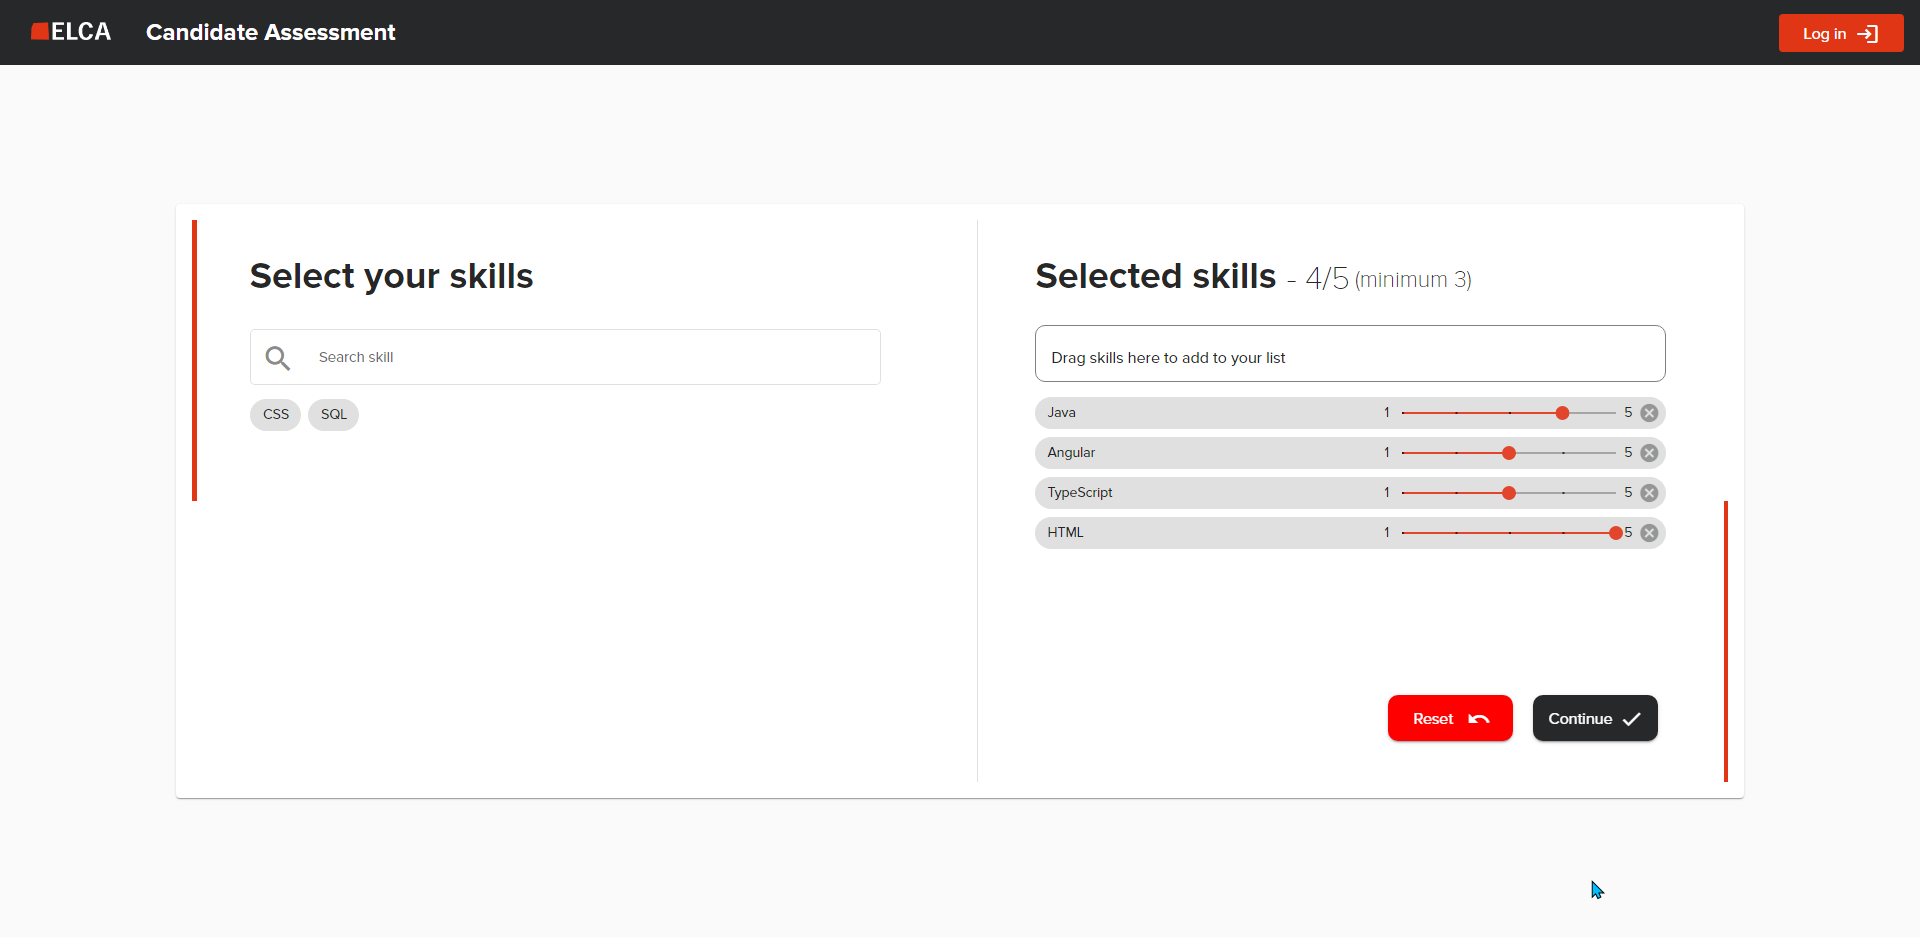 ELCA Candidate Assessment Log in
Select your skills
Search skill
CSS SQL
Selected skills - 4/5 (minimum 3)
Drag skills here to add to your list
Java 1 5
Angular 1 5
TypeScript 1 5
HTML 1 5
Reset Continue